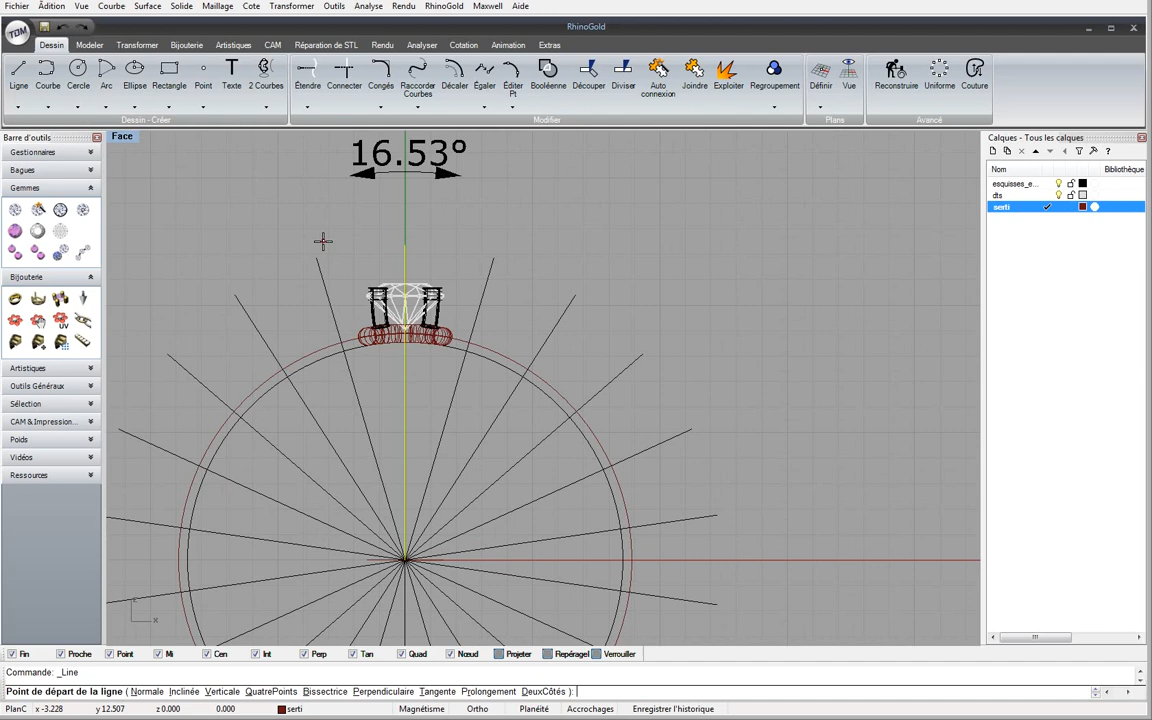 Fichier Âdition Vue Courbe Surface Solide Maillage Cote Transformer Outils Analyse Rendu RhinoGold Maxwell Aide
TDM RhinoGold
Dessin Modeler Transformer Bijouterie Artistiques CAM Réparation de STL Rendu Analyser Cotation Animation Extras
Ligne Courbe Cercle Arc Ellipse Rectangle Point Texte 2 Courbes Étendre Connecter Congés Raccorder Courbes Décaler Égaler Éditer Pt Booléenne Découper Diviser Auto connexion Joindre Exploiter Regroupement Définir Vue Reconstruire Uniforme Couture
Dessin - Créer Modifier Plans Avancé
Barre d'outils
Gestionnaires
Bagues
Gemmes
Bijouterie
UV
Artistiques
Outils Généraux
Sélection
CAM & Impression...
Poids
Vidéos
Ressources
Face
16.53º
z
x
Calques - Tous les calques
Nom Bibliothèque
esquisses_e...
dts
serti
Fin Proche Point Mi Cen Int Perp Tan Quad Nœud Projeter Repéragel Verrouiller
Commande: _Line
Point de départ de la ligne ( Normale Inclinée Verticale QuatrePoints Bissectrice Perpendiculaire Tangente Prolongement DeuxCôtés ):
PlanC x -3.228 y 12.507 z 0.000 0.000 serti Magnétisme Ortho Planéité Accrochages Enregistrer l'historique